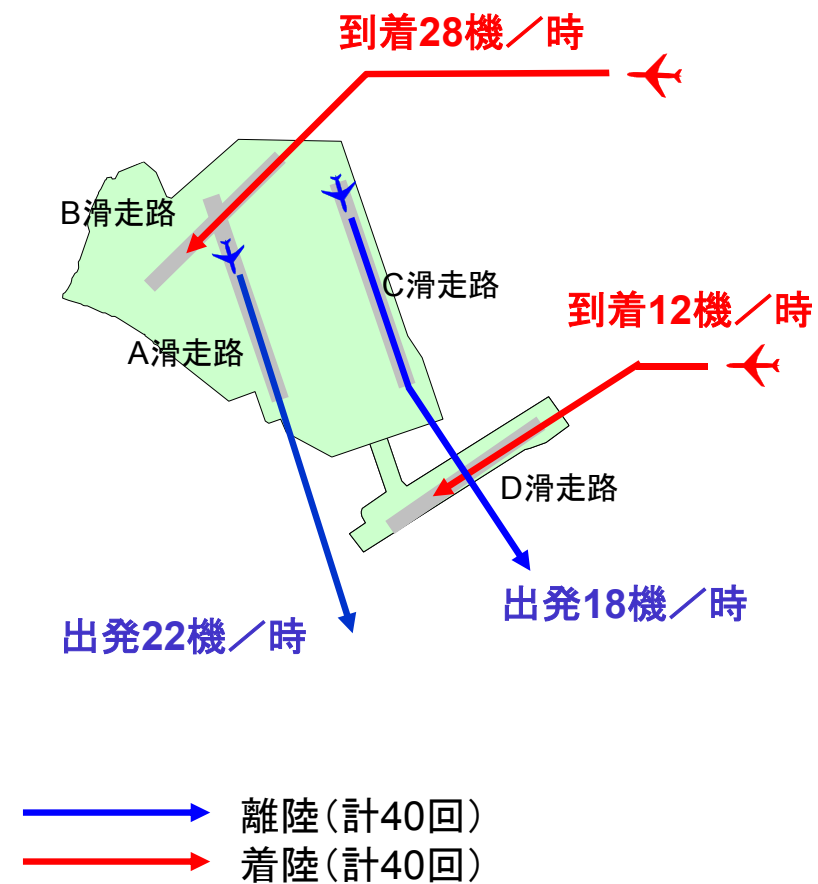 到着28機／時
B滑走路
C滑走路
到着12機／時
A滑走路
D滑走路
出発18機／時
出発22機／時
離陸（計40回）
着陸（計40回）